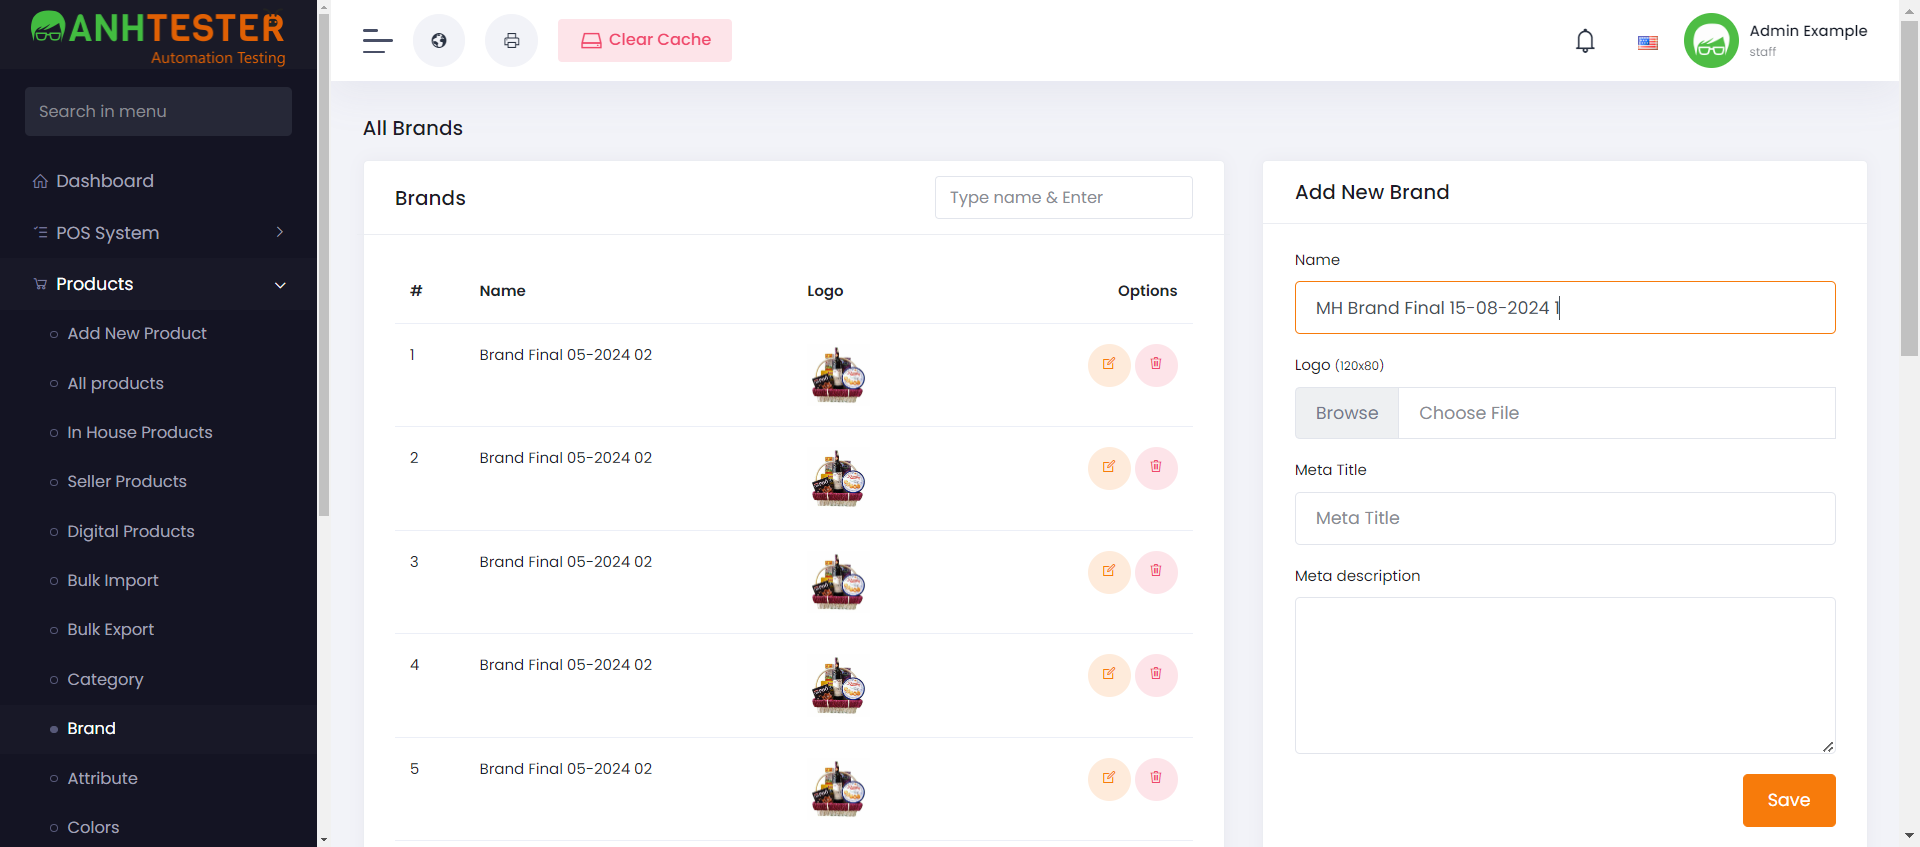 ANHTESTER
Automation Testing
Search in menu
Dashboard
POS System
Products
Add New Product
All products
In House Products
Seller Products
Digital Products
Bulk Import
Bulk Export
Category
Brand
Attribute
Colors
Clear Cache
Admin Example
staff
All Brands
Brands
Type name & Enter
# Name Logo Options
1 Brand Final 05-2024 02
2 Brand Final 05-2024 02
3 Brand Final 05-2024 02
4 Brand Final 05-2024 02
5 Brand Final 05-2024 02
Add New Brand
Name
MH Brand Final 15-08-2024 1
Logo (120x80)
Browse Choose File
Meta Title
Meta Title
Meta description
Save